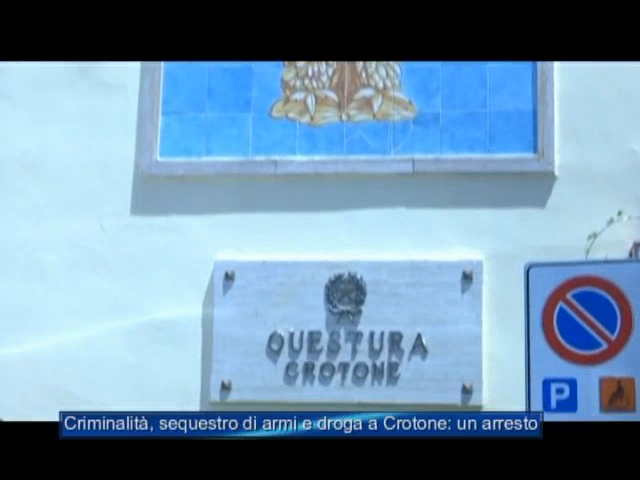 QUESTURA
CROTONE
P
Criminalità, sequestro di armi e droga a Crotone: un arresto